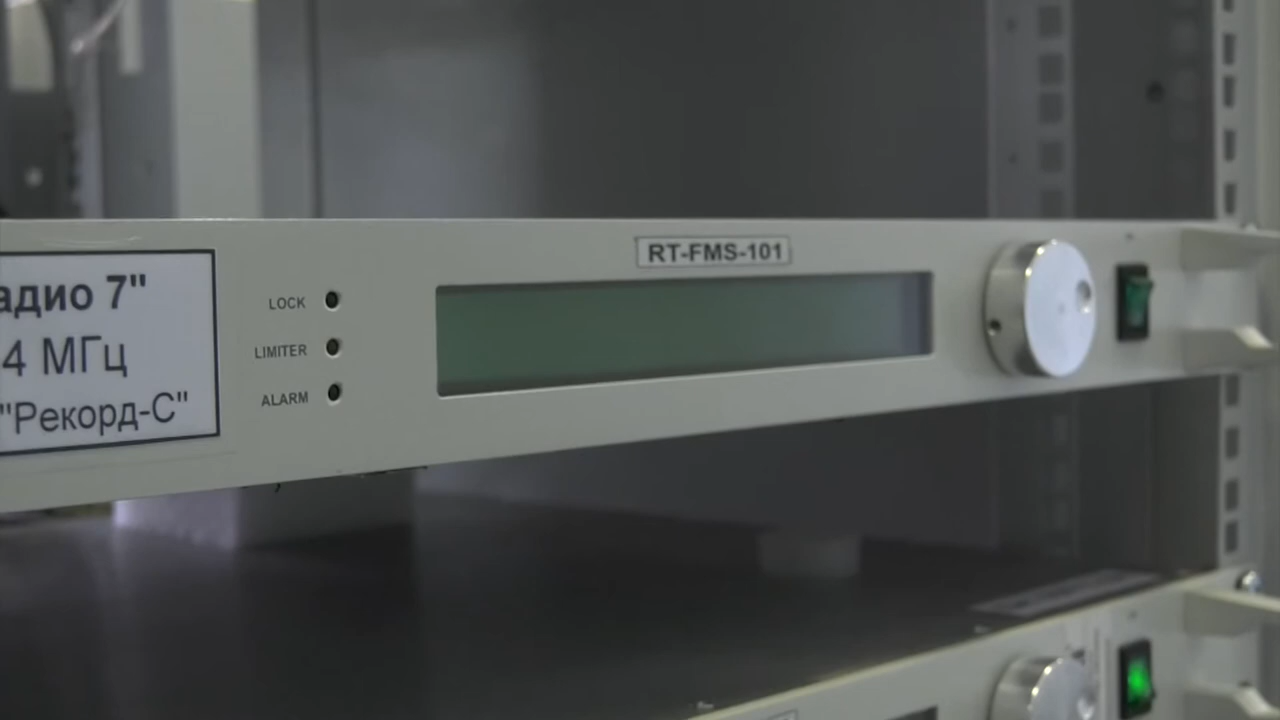 RT-FMS-101
адио 7"
4 МГц
"Рекорд-С"
LOCK
LIMITER
ALARM